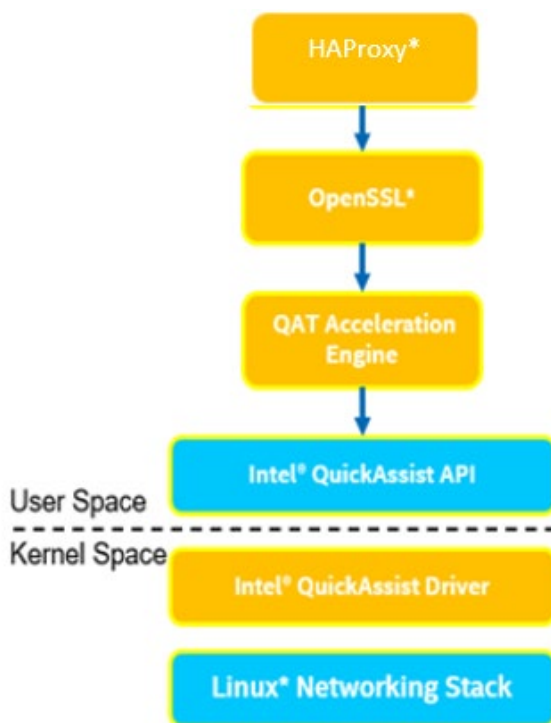 HAProxy*
OpenSSL*
QAT Acceleration
Engine
Intel® QuickAssist API
User Space
Kernel Space
Intel® QuickAssist Driver
Linux* Networking Stack